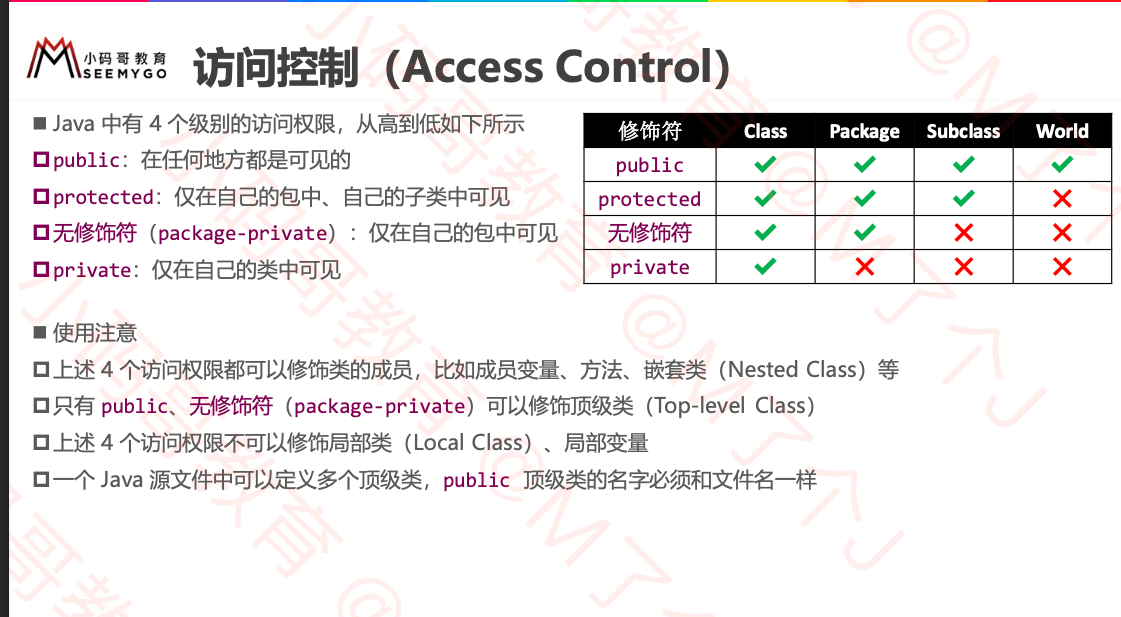 小码哥教育
SEEMYGO
访问控制（Access Control）
■ Java 中有 4 个级别的访问权限，从高到低如下所示
public：在任何地方都是可见的
protected：仅在自己的包中、自己的子类中可见
无修饰符（package-private）：仅在自己的包中可见
private：仅在自己的类中可见
修饰符 Class Package Subclass World
public ✔ ✔ ✔ ✔
protected ✔ ✔ ✔ ✘
无修饰符 ✔ ✔ ✘ ✘
private ✔ ✘ ✘ ✘
■ 使用注意
上述 4 个访问权限都可以修饰类的成员，比如成员变量、方法、嵌套类（Nested Class）等
只有 public、无修饰符（package-private）可以修饰顶级类（Top-level Class）
上述 4 个访问权限不可以修饰局部类（Local Class）、局部变量
一个 Java 源文件中可以定义多个顶级类，public 顶级类的名字必须和文件名一样
小码哥教育 @M了个J